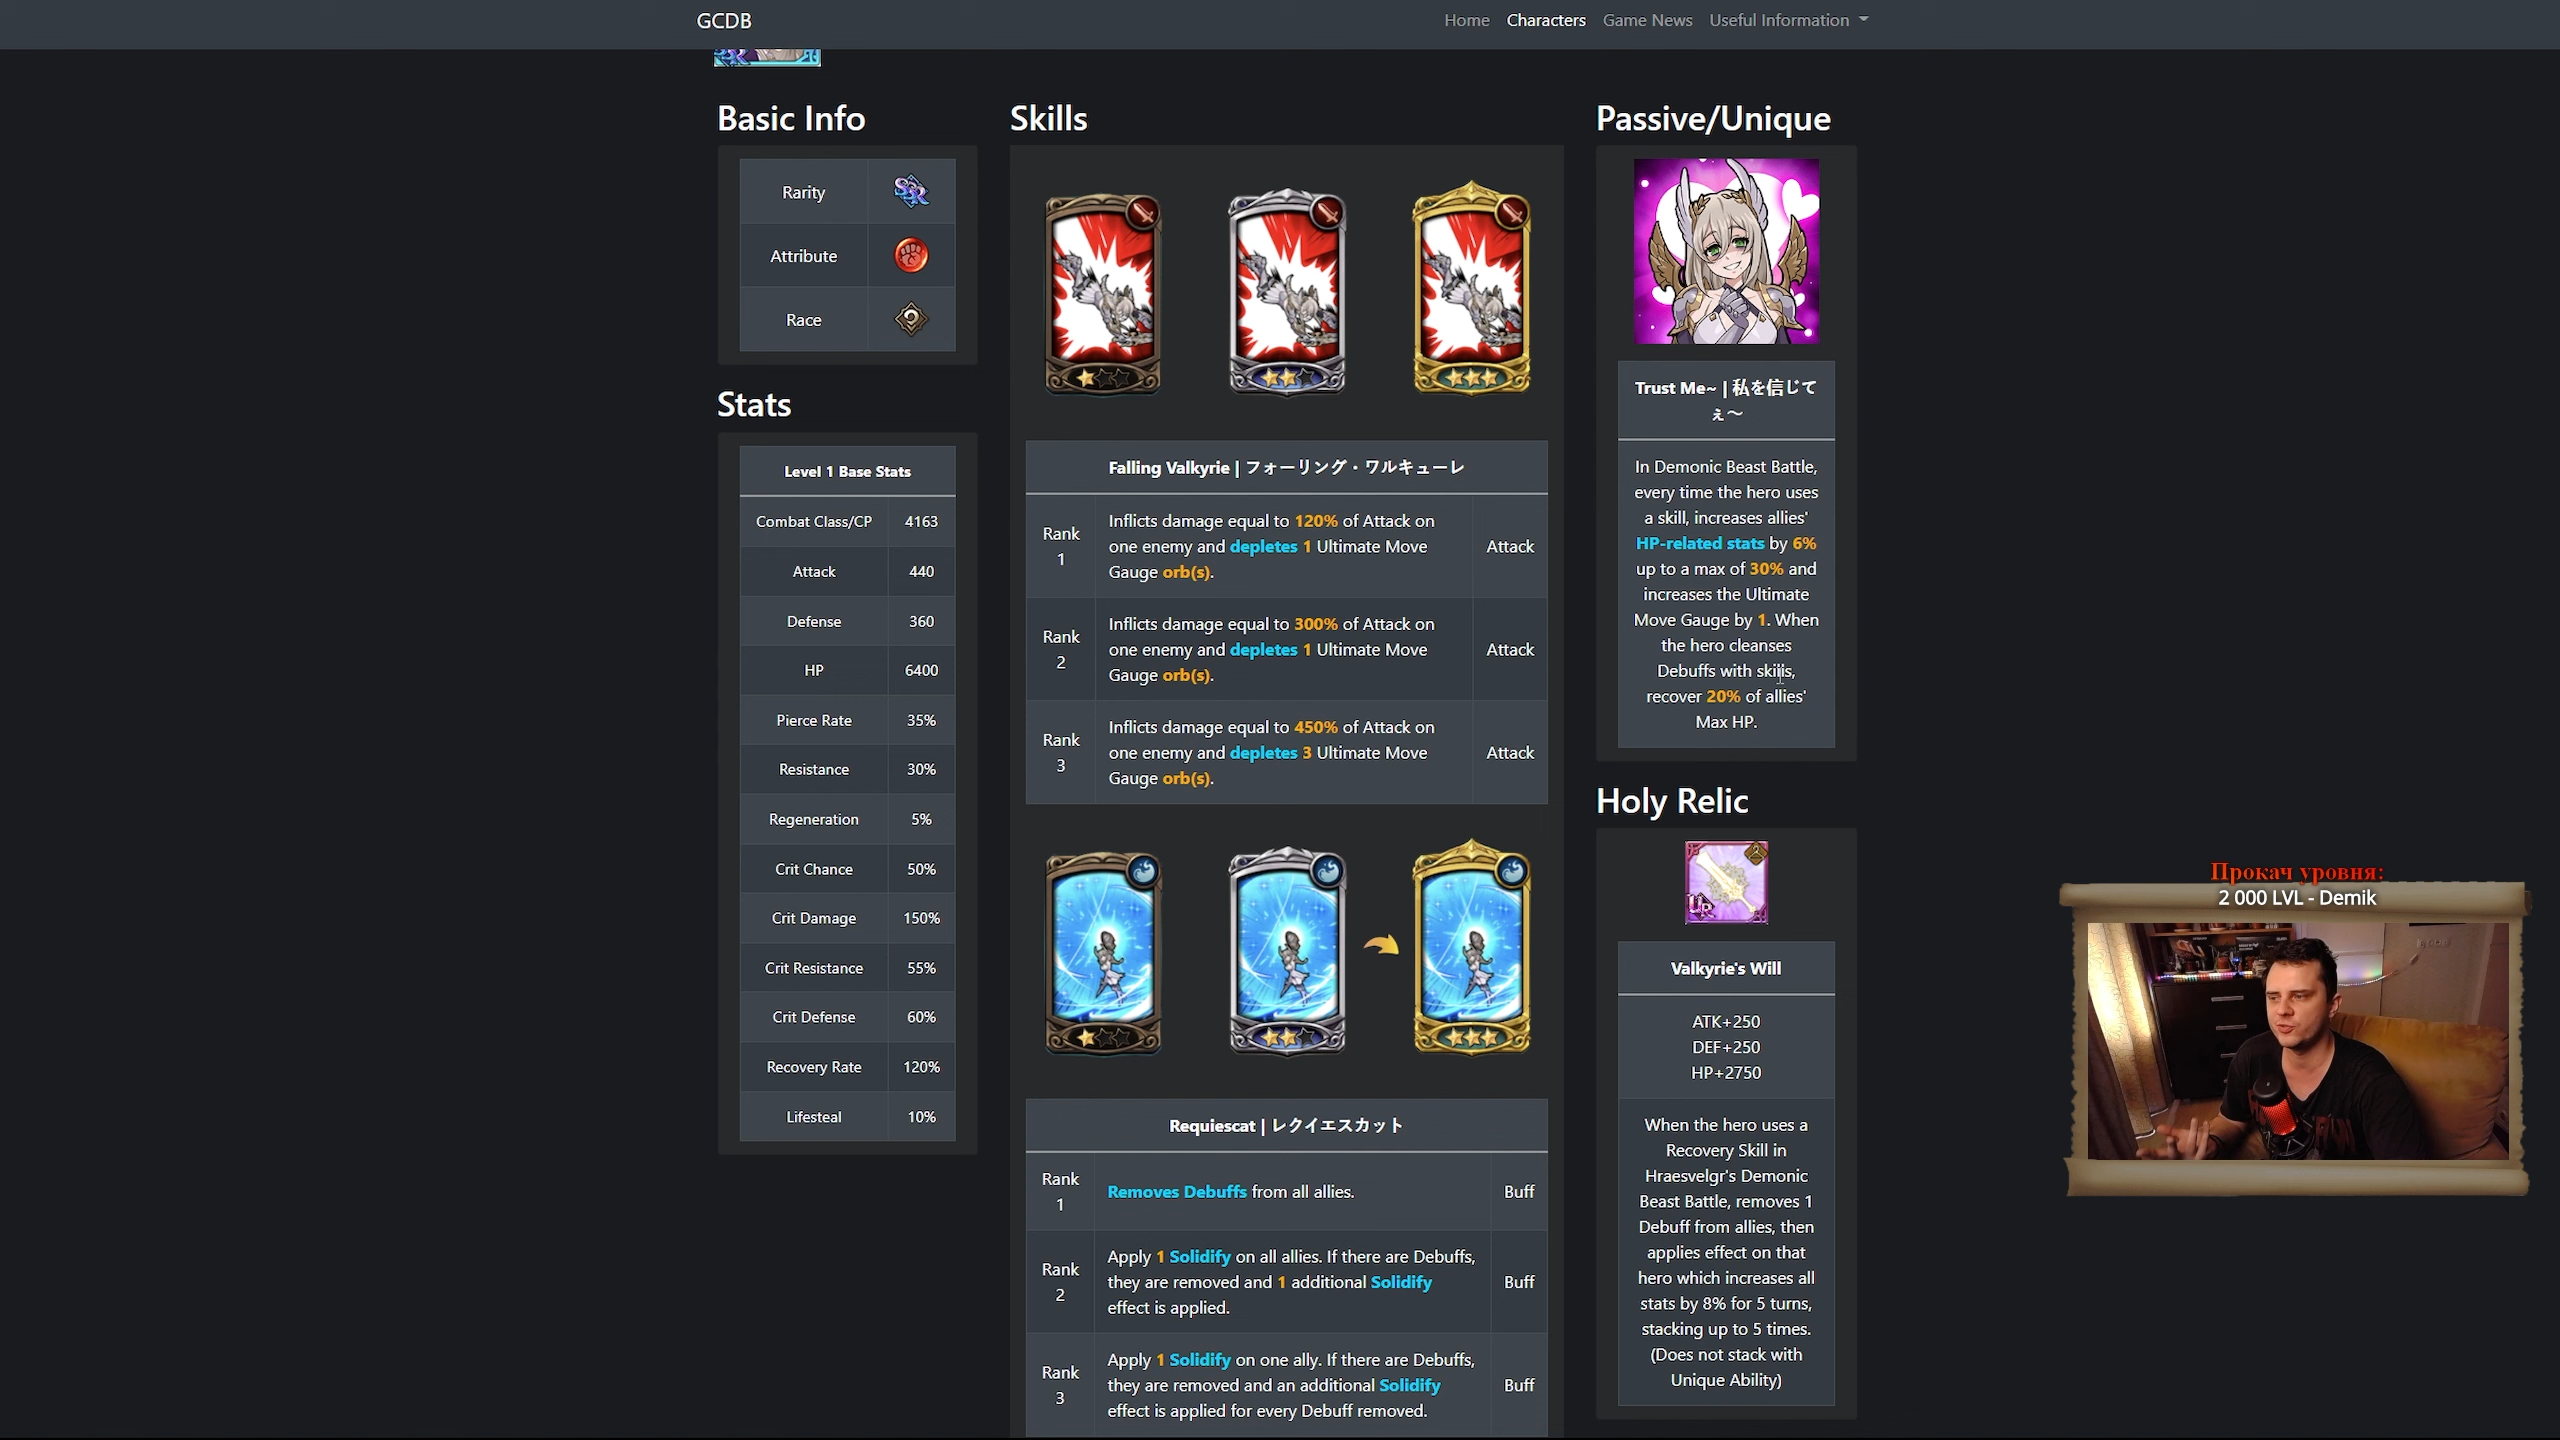 GCDB
Home Characters Game News Useful Information
Basic Info
Rarity SSR
Attribute
Race
Stats
Level 1 Base Stats
Combat Class/CP 4163
Attack 440
Defense 360
HP 6400
Pierce Rate 35%
Resistance 30%
Regeneration 5%
Crit Chance 50%
Crit Damage 150%
Crit Resistance 55%
Crit Defense 60%
Recovery Rate 120%
Lifesteal 10%
Skills
Falling Valkyrie | フォーリング・ワルキューレ
Rank
1
Inflicts damage equal to 120% of Attack on
one enemy and depletes 1 Ultimate Move
Gauge orb(s).
Attack
Rank
2
Inflicts damage equal to 300% of Attack on
one enemy and depletes 1 Ultimate Move
Gauge orb(s).
Attack
Rank
3
Inflicts damage equal to 450% of Attack on
one enemy and depletes 3 Ultimate Move
Gauge orb(s).
Attack
Requiescat | レクイエスカット
Rank
1
Removes Debuffs from all allies.
Buff
Rank
2
Apply 1 Solidify on all allies. If there are Debuffs,
they are removed and 1 additional Solidify
effect is applied.
Buff
Rank
3
Apply 1 Solidify on one ally. If there are Debuffs,
they are removed and an additional Solidify
effect is applied for every Debuff removed.
Buff
Passive/Unique
Trust Me~ | 私を信じて
ぇ～
In Demonic Beast Battle,
every time the hero uses
a skill, increases allies'
HP-related stats by 6%
up to a max of 30% and
increases the Ultimate
Move Gauge by 1. When
the hero cleanses
Debuffs with skills,
recover 20% of allies'
Max HP.
Holy Relic
Valkyrie's Will
ATK+250
DEF+250
HP+2750
When the hero uses a
Recovery Skill in
Hraesvelgr's Demonic
Beast Battle, removes 1
Debuff from allies, then
applies effect on that
hero which increases all
stats by 8% for 5 turns,
stacking up to 5 times.
(Does not stack with
Unique Ability)
Прокач уровня:
2 000 LVL - Demik